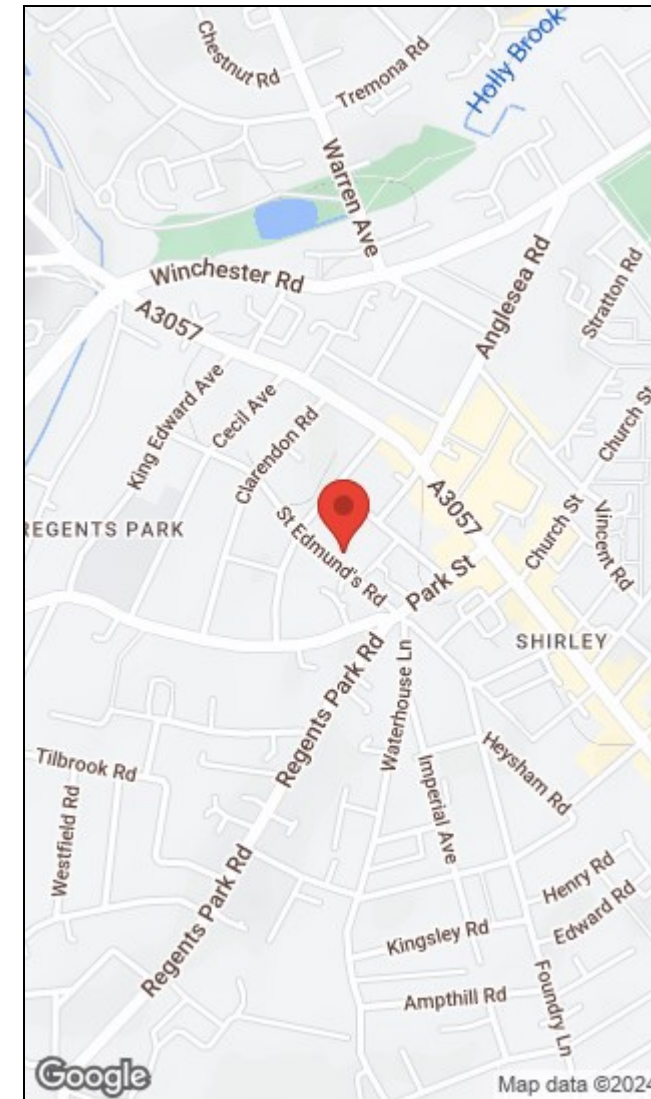 Chestnut Rd
Tremona Rd
Holly Brook
Warren Ave
Winchester Rd
A3057
Anglesea Rd
Stratton Rd
King Edward Ave
Cecil Ave
Clarendon Rd
Church St
A3057
REGENTS PARK
St Edmund's Rd
Church St
Vincent Rd
Park St
SHIRLEY
Regents Park Rd
Waterhouse Ln
Tilbrook Rd
Imperial Ave
Heysham Rd
Westfield Rd
Regents Park Rd
Henry Rd
Edward Rd
Kingsley Rd
Foundry Ln
Ampthill Rd
Google
Map data ©2024